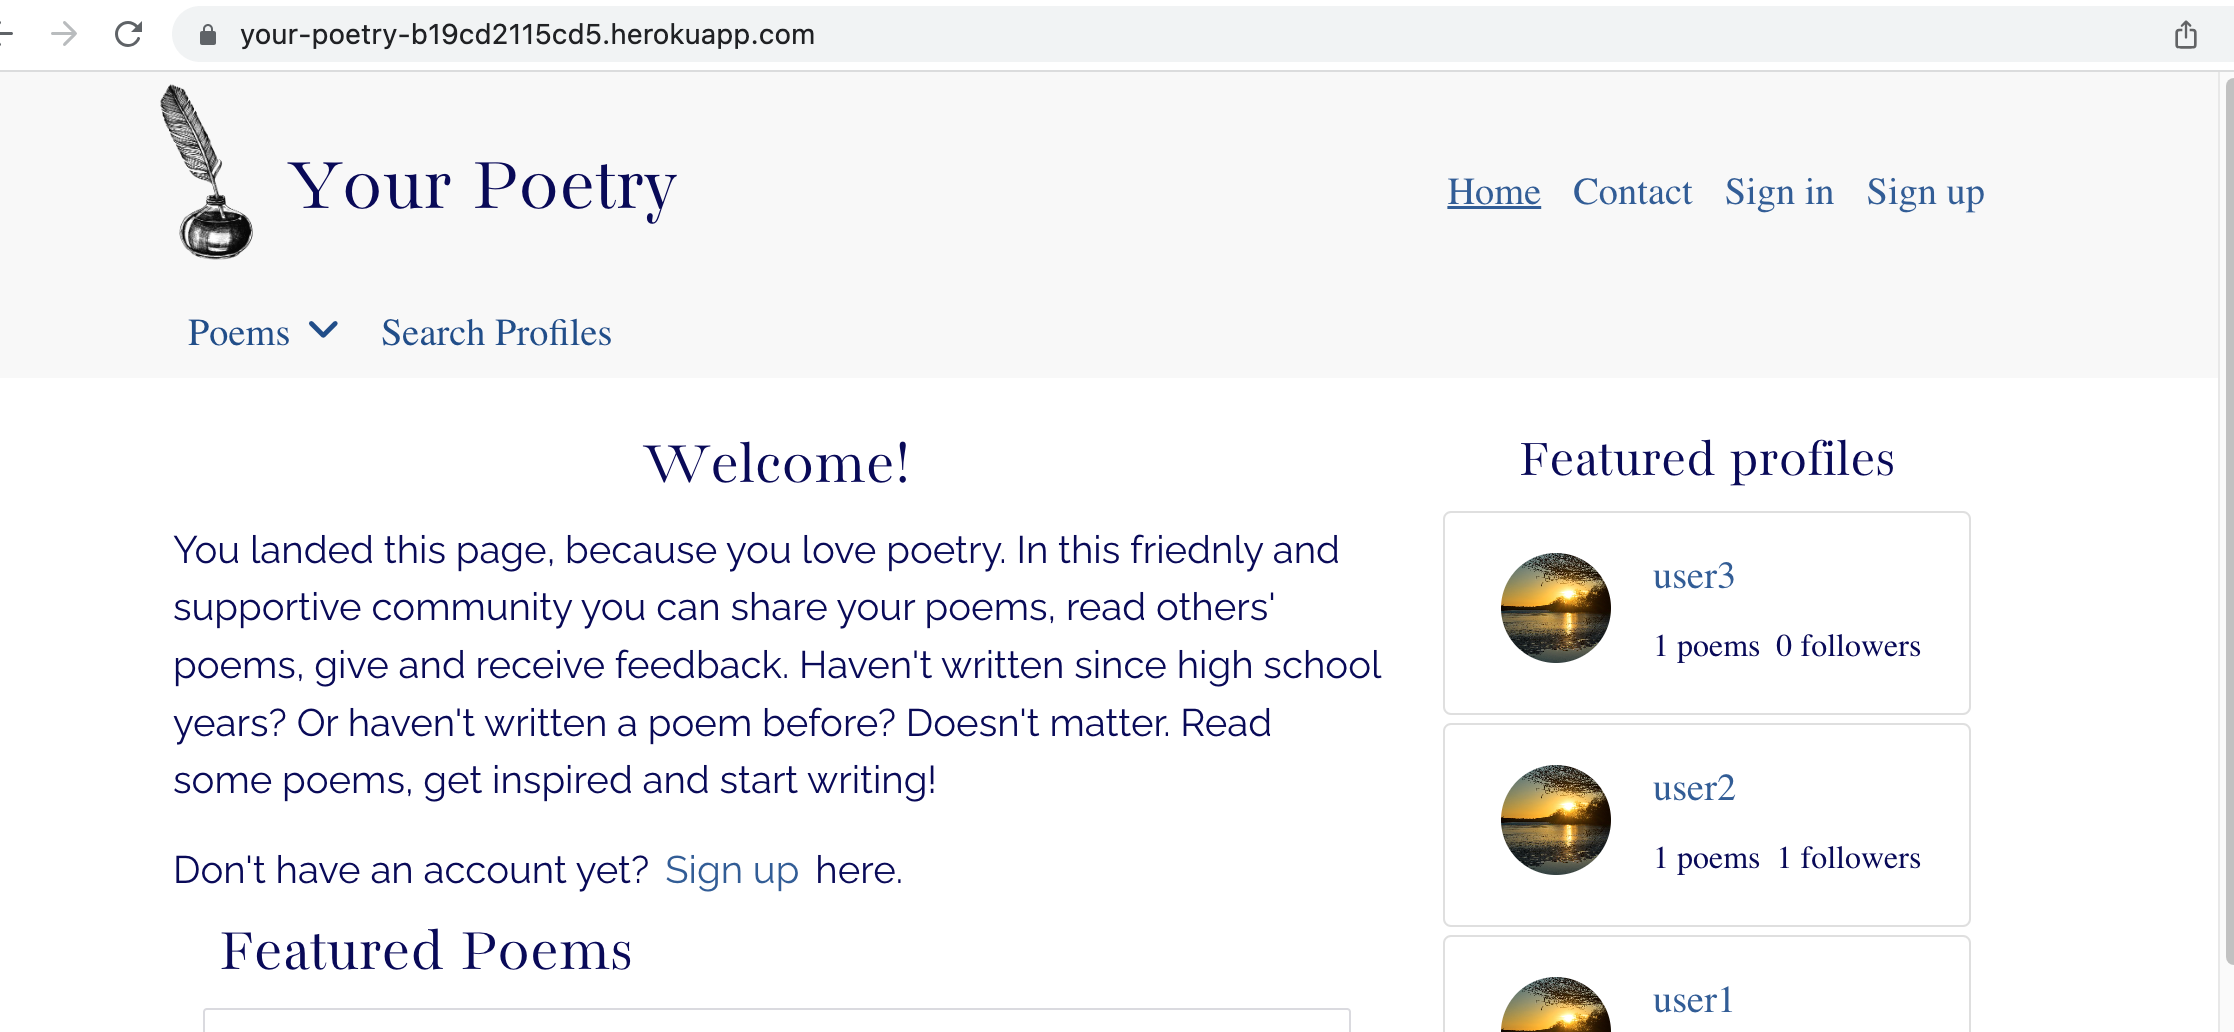 your-poetry-b19cd2115cd5.herokuapp.com
Your Poetry
Home Contact Sign in Sign up
Poems Search Profiles
Welcome!
You landed this page, because you love poetry. In this friednly and
supportive community you can share your poems, read others'
poems, give and receive feedback. Haven't written since high school
years? Or haven't written a poem before? Doesn't matter. Read
some poems, get inspired and start writing!
Don't have an account yet? Sign up here.
Featured Poems
Featured profiles
user3
1 poems 0 followers
user2
1 poems 1 followers
user1